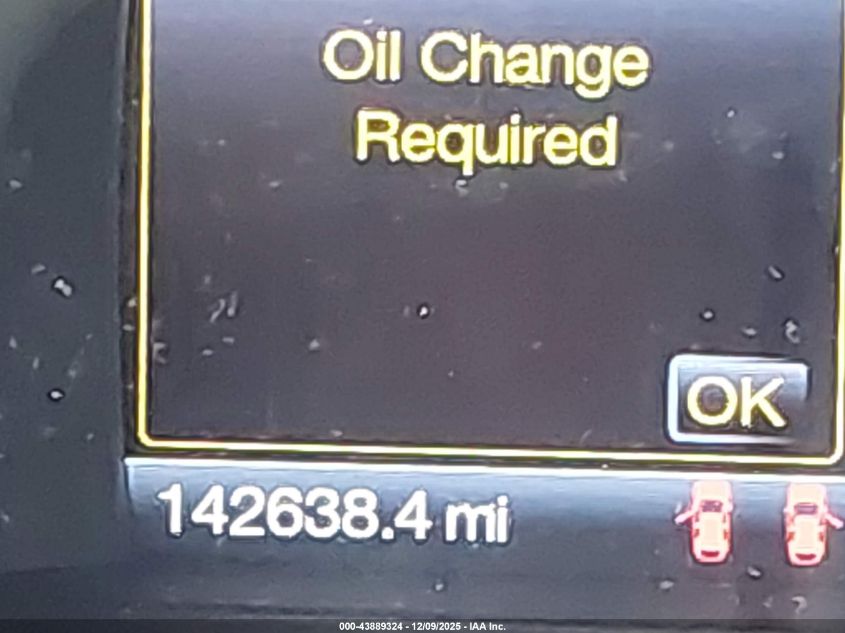 Oil Change
Required
OK
142638.4 mi
000-43889324 - 12/09/2025 - IAA Inc.